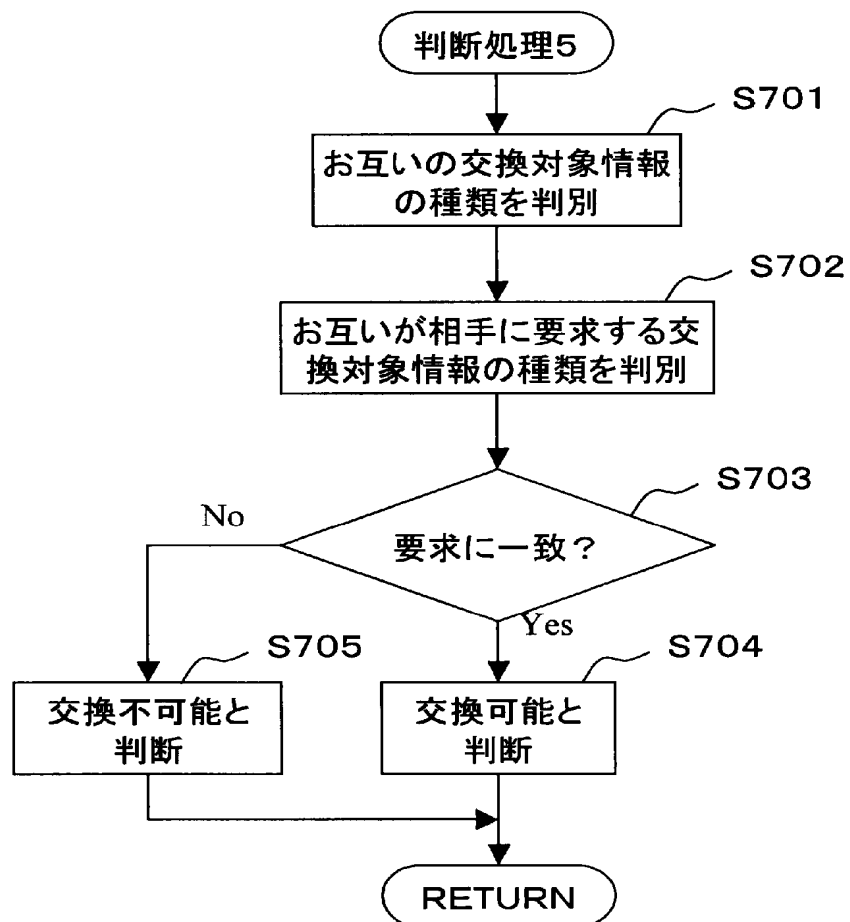 判断処理5
S701
お互いの交換対象情報
の種類を判別
S702
お互いが相手に要求する交
換対象情報の種類を判別
S703
要求に一致？
No
Yes
S705
交換不可能と
判断
S704
交換可能と
判断
RETURN